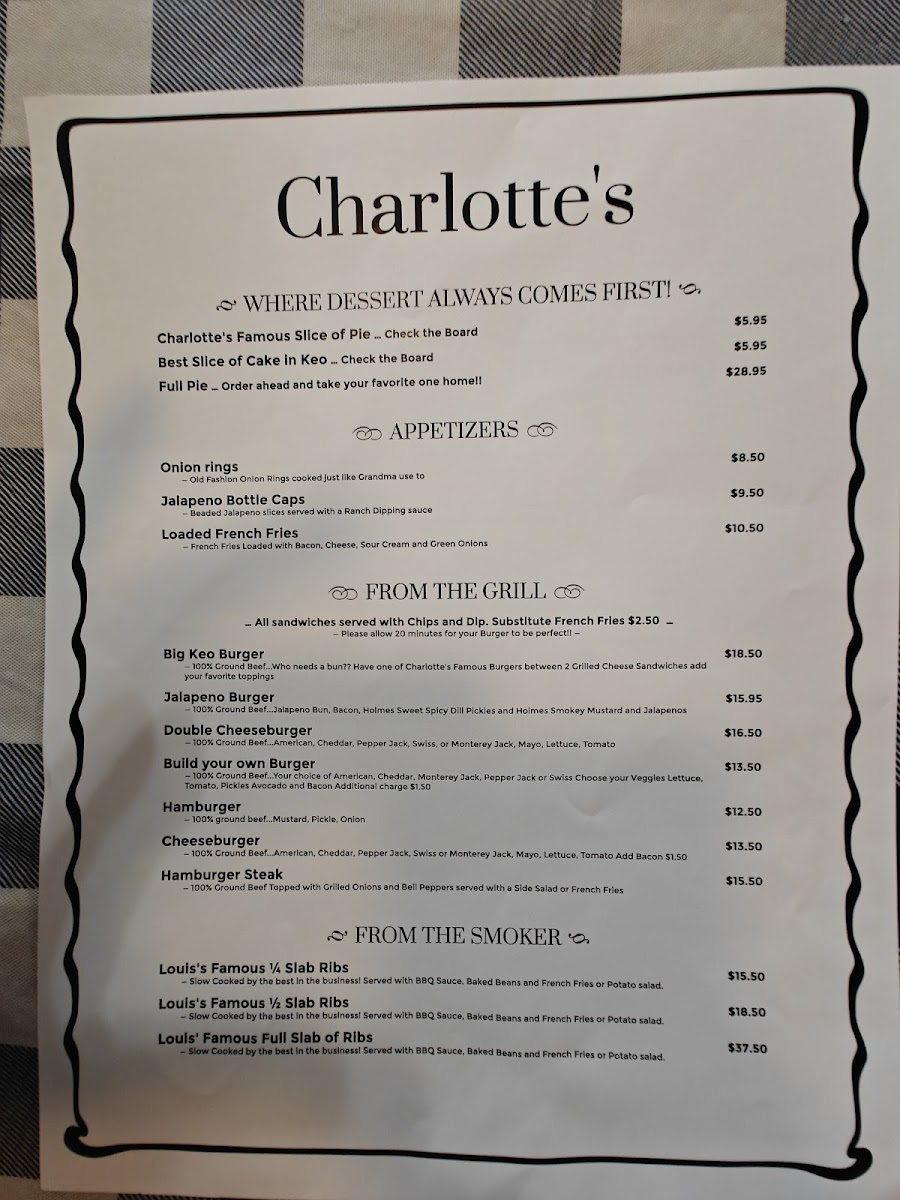 Charlotte's
WHERE DESSERT ALWAYS COMES FIRST!
Charlotte's Famous Slice of Pie ... Check the Board $5.95
Best Slice of Cake in Keo ... Check the Board $5.95
Full Pie ... Order ahead and take your favorite one home!! $28.95
APPETIZERS
Onion rings $8.50
– Old Fashion Onion Rings cooked just like Grandma use to
Jalapeno Bottle Caps $9.50
– Beaded Jalapeno slices served with a Ranch Dipping sauce
Loaded French Fries $10.50
– French Fries Loaded with Bacon, Cheese, Sour Cream and Green Onions
FROM THE GRILL
... All sandwiches served with Chips and Dip. Substitute French Fries $2.50 ...
– Please allow 20 minutes for your Burger to be perfect!! –
Big Keo Burger $18.50
– 100% Ground Beef...Who needs a bun?? Have one of Charlotte's Famous Burgers between 2 Grilled Cheese Sandwiches add
your favorite toppings
Jalapeno Burger $15.95
– 100% Ground Beef...Jalapeno Bun, Bacon, Holmes Sweet Spicy Dill Pickles and Holmes Smokey Mustard and Jalapenos
Double Cheeseburger $16.50
– 100% Ground Beef...American, Cheddar, Pepper Jack, Swiss, or Monterey Jack, Mayo, Lettuce, Tomato
Build your own Burger $13.50
– 100% Ground Beef...Your choice of American, Cheddar, Monterey Jack, Pepper Jack or Swiss Choose your Veggies Lettuce,
Tomato, Pickles Avocado and Bacon Additional charge $1.50
Hamburger $12.50
– 100% ground beef...Mustard, Pickle, Onion
Cheeseburger $13.50
– 100% Ground Beef...American, Cheddar, Pepper Jack, Swiss or Monterey Jack, Mayo, Lettuce, Tomato Add Bacon $1.50
Hamburger Steak $15.50
– 100% Ground Beef Topped with Grilled Onions and Bell Peppers served with a Side Salad or French Fries
FROM THE SMOKER
Louis's Famous ¼ Slab Ribs $15.50
– Slow Cooked by the best in the business! Served with BBQ Sauce, Baked Beans and French Fries or Potato salad.
Louis's Famous ½ Slab Ribs $18.50
– Slow Cooked by the best in the business! Served with BBQ Sauce, Baked Beans and French Fries or Potato salad.
Louis' Famous Full Slab of Ribs $37.50
– Slow Cooked by the best in the business! Served with BBQ Sauce, Baked Beans and French Fries or Potato salad.